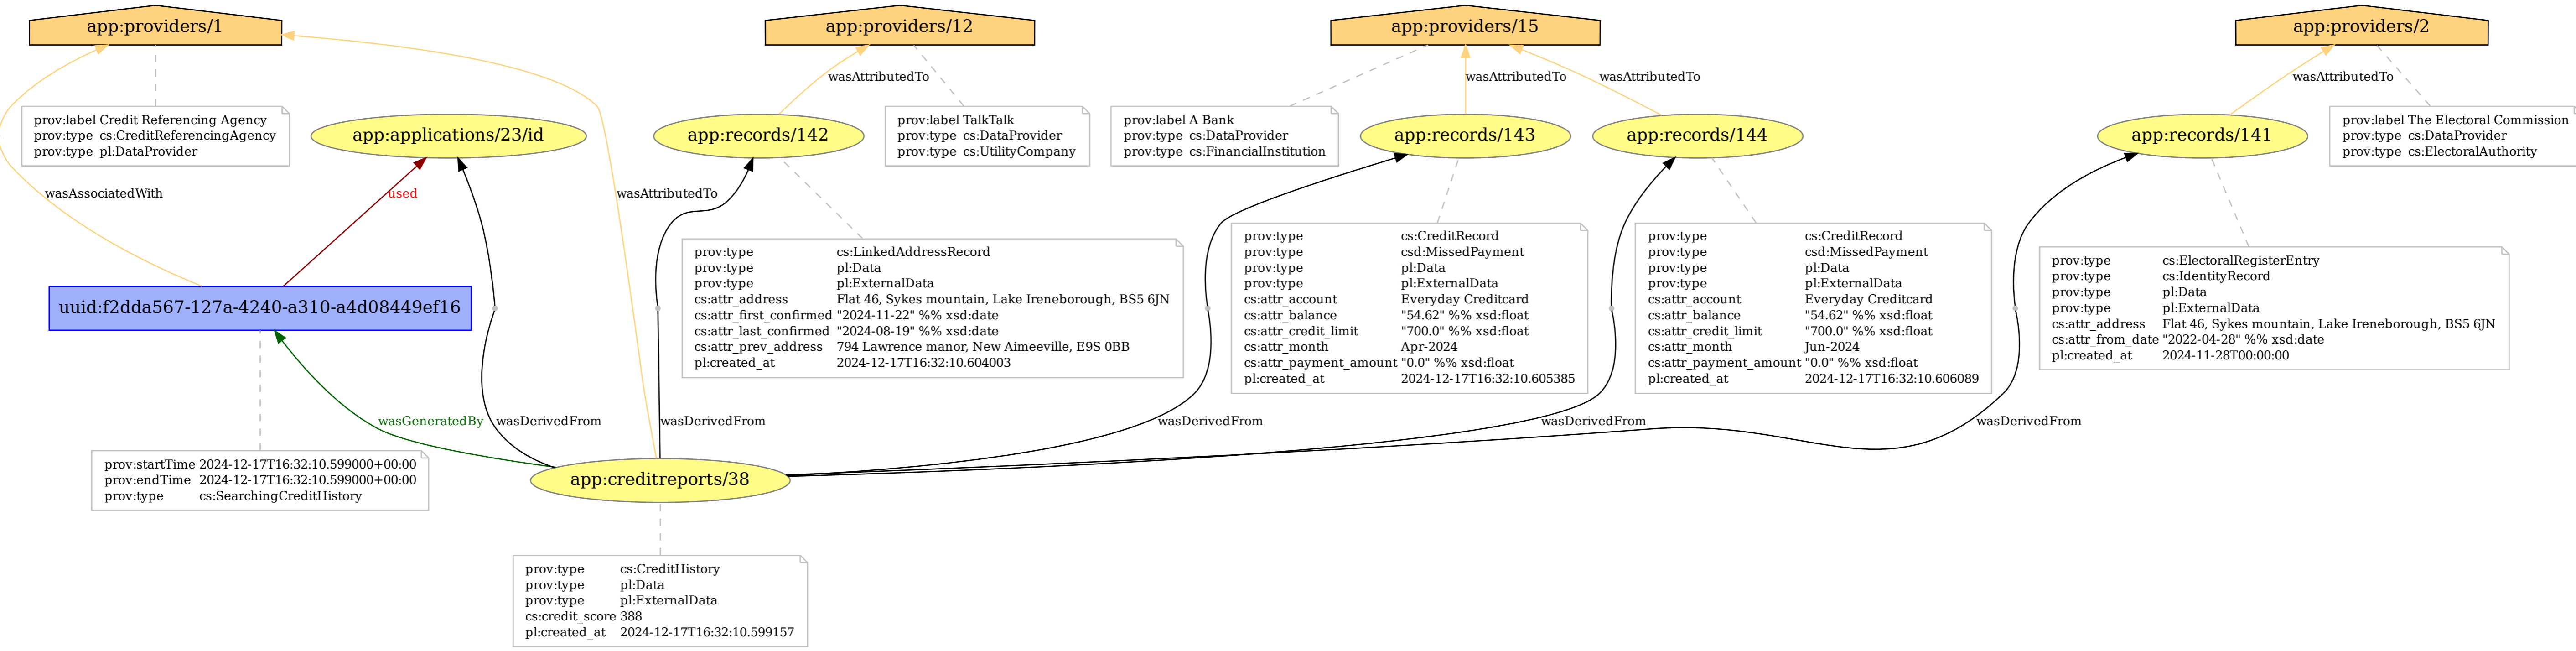 app:providers/1
app:providers/12
app:providers/15
app:providers/2
wasAttributedTo
wasAttributedTo
wasAttributedTo
wasAttributedTo
prov:label Credit Referencing Agency
prov:type cs:CreditReferencingAgency
prov:type pl:DataProvider
app:applications/23/id
app:records/142
prov:label TalkTalk
prov:type cs:DataProvider
prov:type cs:UtilityCompany
prov:label A Bank
prov:type cs:DataProvider
prov:type cs:FinancialInstitution
app:records/143
app:records/144
app:records/141
prov:label The Electoral Commission
prov:type cs:DataProvider
prov:type cs:ElectoralAuthority
wasAssociatedWith
used
wasAttributedTo
uuid:f2dda567-127a-4240-a310-a4d08449ef16
prov:type cs:LinkedAddressRecord
prov:type pl:Data
prov:type pl:ExternalData
cs:attr_address Flat 46, Sykes mountain, Lake Ireneborough, BS5 6JN
cs:attr_first_confirmed "2024-11-22" %% xsd:date
cs:attr_last_confirmed "2024-08-19" %% xsd:date
cs:attr_prev_address 794 Lawrence manor, New Aimeeville, E9S 0BB
pl:created_at 2024-12-17T16:32:10.604003
prov:type cs:CreditRecord
prov:type csd:MissedPayment
prov:type pl:Data
prov:type pl:ExternalData
cs:attr_account Everyday Creditcard
cs:attr_balance "54.62" %% xsd:float
cs:attr_credit_limit "700.0" %% xsd:float
cs:attr_month Apr-2024
cs:attr_payment_amount "0.0" %% xsd:float
pl:created_at 2024-12-17T16:32:10.605385
prov:type cs:CreditRecord
prov:type csd:MissedPayment
prov:type pl:Data
prov:type pl:ExternalData
cs:attr_account Everyday Creditcard
cs:attr_balance "54.62" %% xsd:float
cs:attr_credit_limit "700.0" %% xsd:float
cs:attr_month Jun-2024
cs:attr_payment_amount "0.0" %% xsd:float
pl:created_at 2024-12-17T16:32:10.606089
prov:type cs:ElectoralRegisterEntry
prov:type cs:IdentityRecord
prov:type pl:Data
prov:type pl:ExternalData
cs:attr_address Flat 46, Sykes mountain, Lake Ireneborough, BS5 6JN
cs:attr_from_date "2022-04-28" %% xsd:date
pl:created_at 2024-11-28T00:00:00
wasGeneratedBy
wasDerivedFrom
wasDerivedFrom
wasDerivedFrom
wasDerivedFrom
wasDerivedFrom
prov:startTime 2024-12-17T16:32:10.599000+00:00
prov:endTime 2024-12-17T16:32:10.599000+00:00
prov:type cs:SearchingCreditHistory
app:creditreports/38
prov:type cs:CreditHistory
prov:type pl:Data
prov:type pl:ExternalData
cs:credit_score 388
pl:created_at 2024-12-17T16:32:10.599157